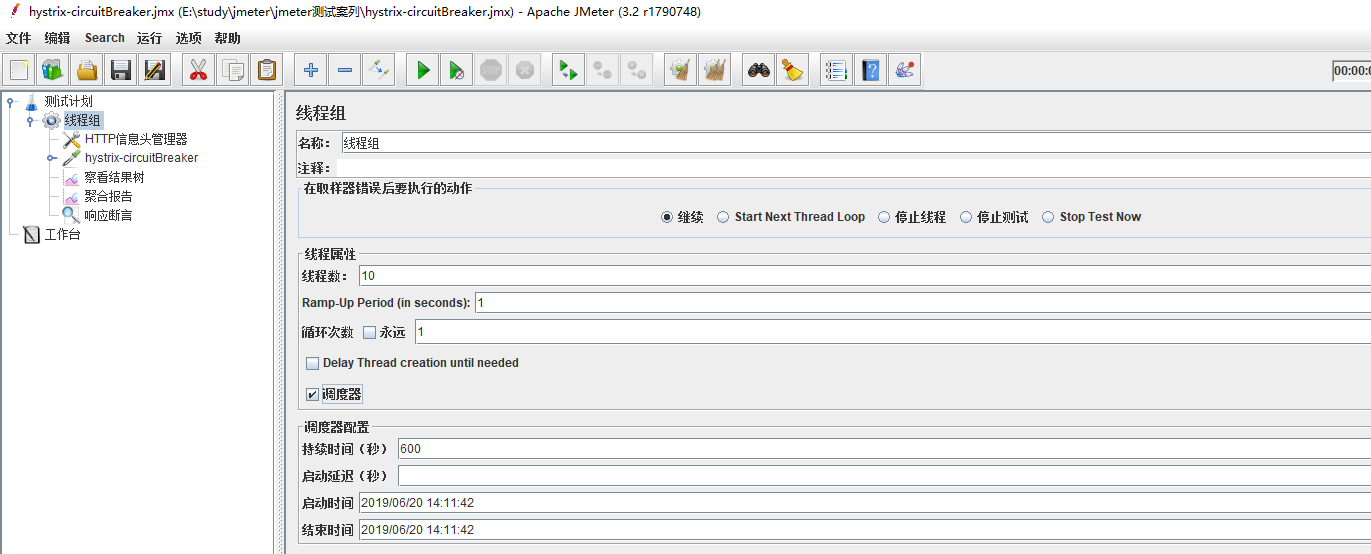 hystrix-circuitBreaker.jmx (E:\study\jmeter\jmeter测试案列\hystrix-circuitBreaker.jmx) - Apache JMeter (3.2 r1790748)
文件 编辑 Search 运行 选项 帮助
00:00:0
测试计划
线程组
HTTP信息头管理器
hystrix-circuitBreaker
察看结果树
聚合报告
响应断言
工作台
线程组
名称： 线程组
注释：
在取样器错误后要执行的动作
继续 Start Next Thread Loop 停止线程 停止测试 Stop Test Now
线程属性
线程数： 10
Ramp-Up Period (in seconds): 1
循环次数 永远 1
Delay Thread creation until needed
调度器
调度器配置
持续时间（秒） 600
启动延迟（秒）
启动时间 2019/06/20 14:11:42
结束时间 2019/06/20 14:11:42